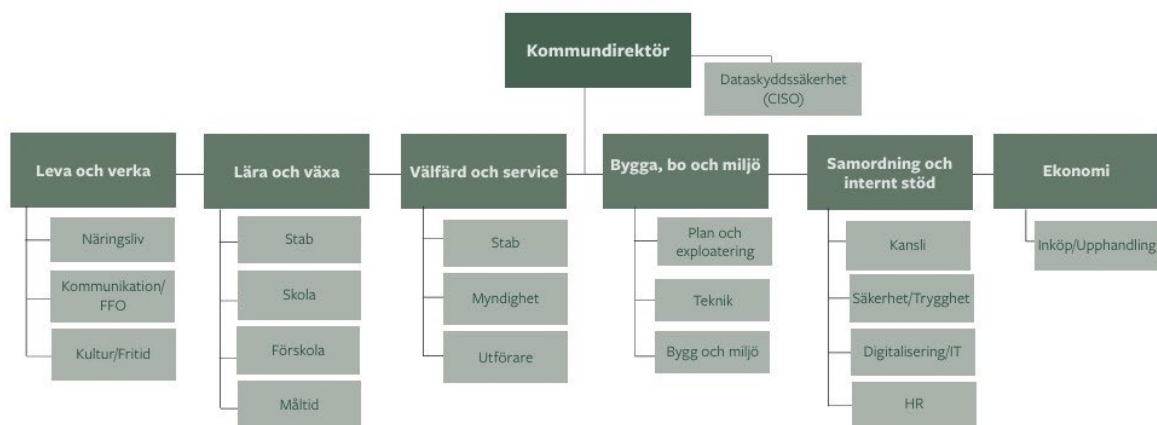 Kommundirektör
Dataskyddssäkerhet
(CISO)
Leva och verka
Lära och växa
Välfärd och service
Bygga, bo och miljö
Samordning och
internt stöd
Ekonomi
Näringsliv
Kommunikation/
FFO
Kultur/Fritid
Stab
Skola
Förskola
Måltid
Stab
Myndighet
Utförare
Plan och
exploatering
Teknik
Bygg och miljö
Kansli
Säkerhet/Trygghet
Digitalisering/IT
HR
Inköp/Upphandling